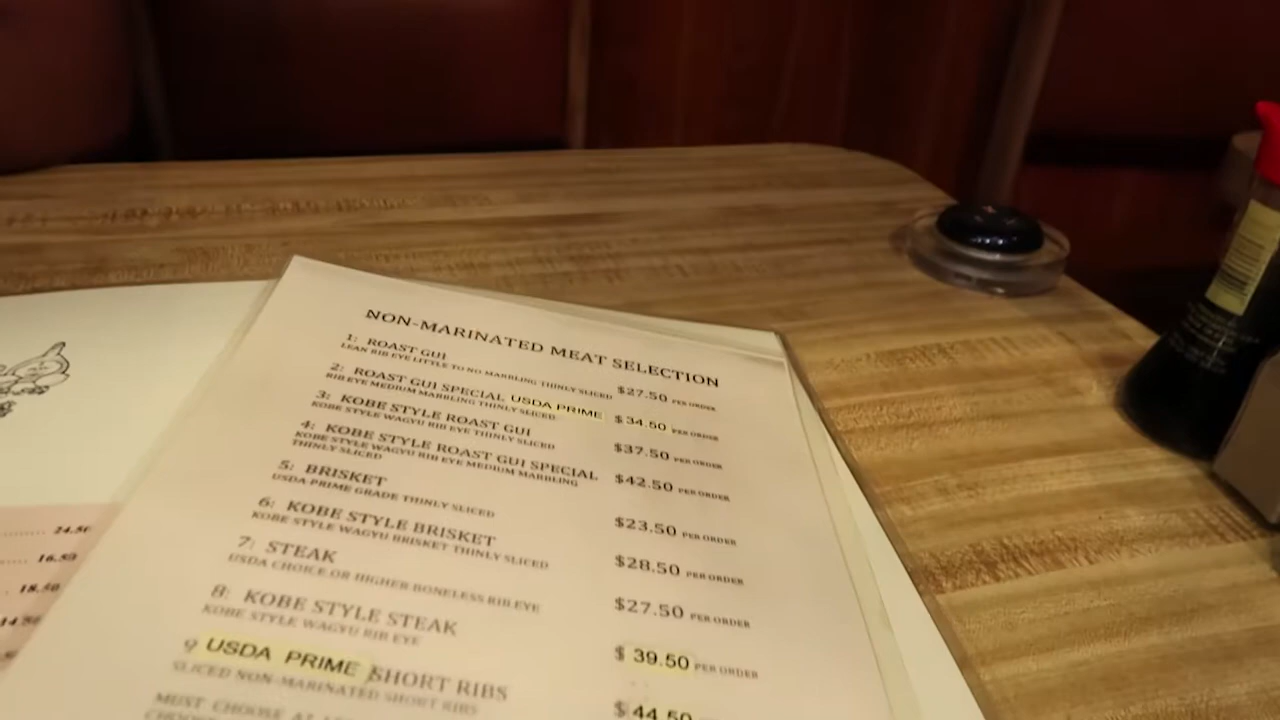 NON-MARINATED MEAT SELECTION
1: ROAST GUI
LEAN RIB EYE LITTLE TO NO MARBLING THINLY SLICED $27.50 PER ORDER
2: ROAST GUI SPECIAL USDA PRIME
RIB EYE MEDIUM MARBLING THINLY SLICED $ 34.50 PER ORDER
3: KOBE STYLE ROAST GUI
KOBE STYLE WAGYU RIB EYE THINLY SLICED $37.50 PER ORDER
4: KOBE STYLE ROAST GUI SPECIAL
KOBE STYLE WAGYU RIB EYE MEDIUM MARBLING
THINLY SLICED $42.50 PER ORDER
5: BRISKET
USDA PRIME GRADE THINLY SLICED $23.50 PER ORDER
6: KOBE STYLE BRISKET
KOBE STYLE WAGYU BRISKET THINLY SLICED $28.50 PER ORDER
7: STEAK
USDA CHOICE OR HIGHER BONELESS RIB EYE $27.50 PER ORDER
8: KOBE STYLE STEAK
KOBE STYLE WAGYU RIB EYE $ 39.50 PER ORDER
9 USDA PRIME SHORT RIBS
SLICED NON-MARINATED SHORT RIBS $ 44.50
MUST CHOOSE AT
24.50
16.50
18.50